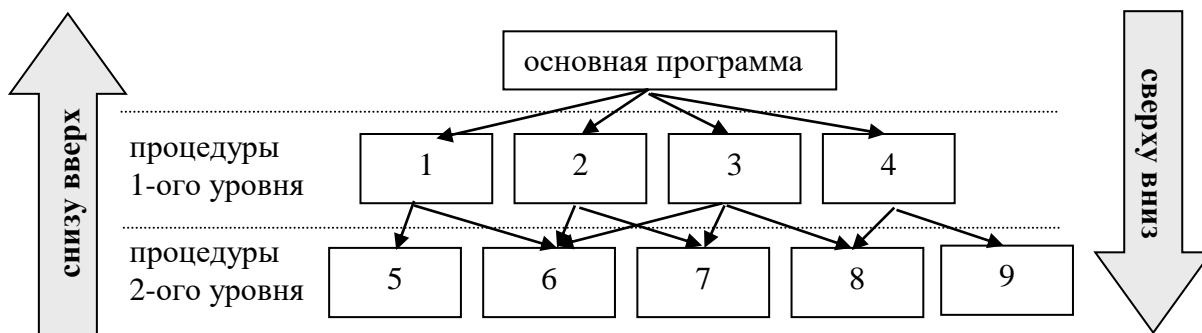 снизу вверх
основная программа
сверху вниз
процедуры
1-ого уровня
1
2
3
4
процедуры
2-ого уровня
5
6
7
8
9